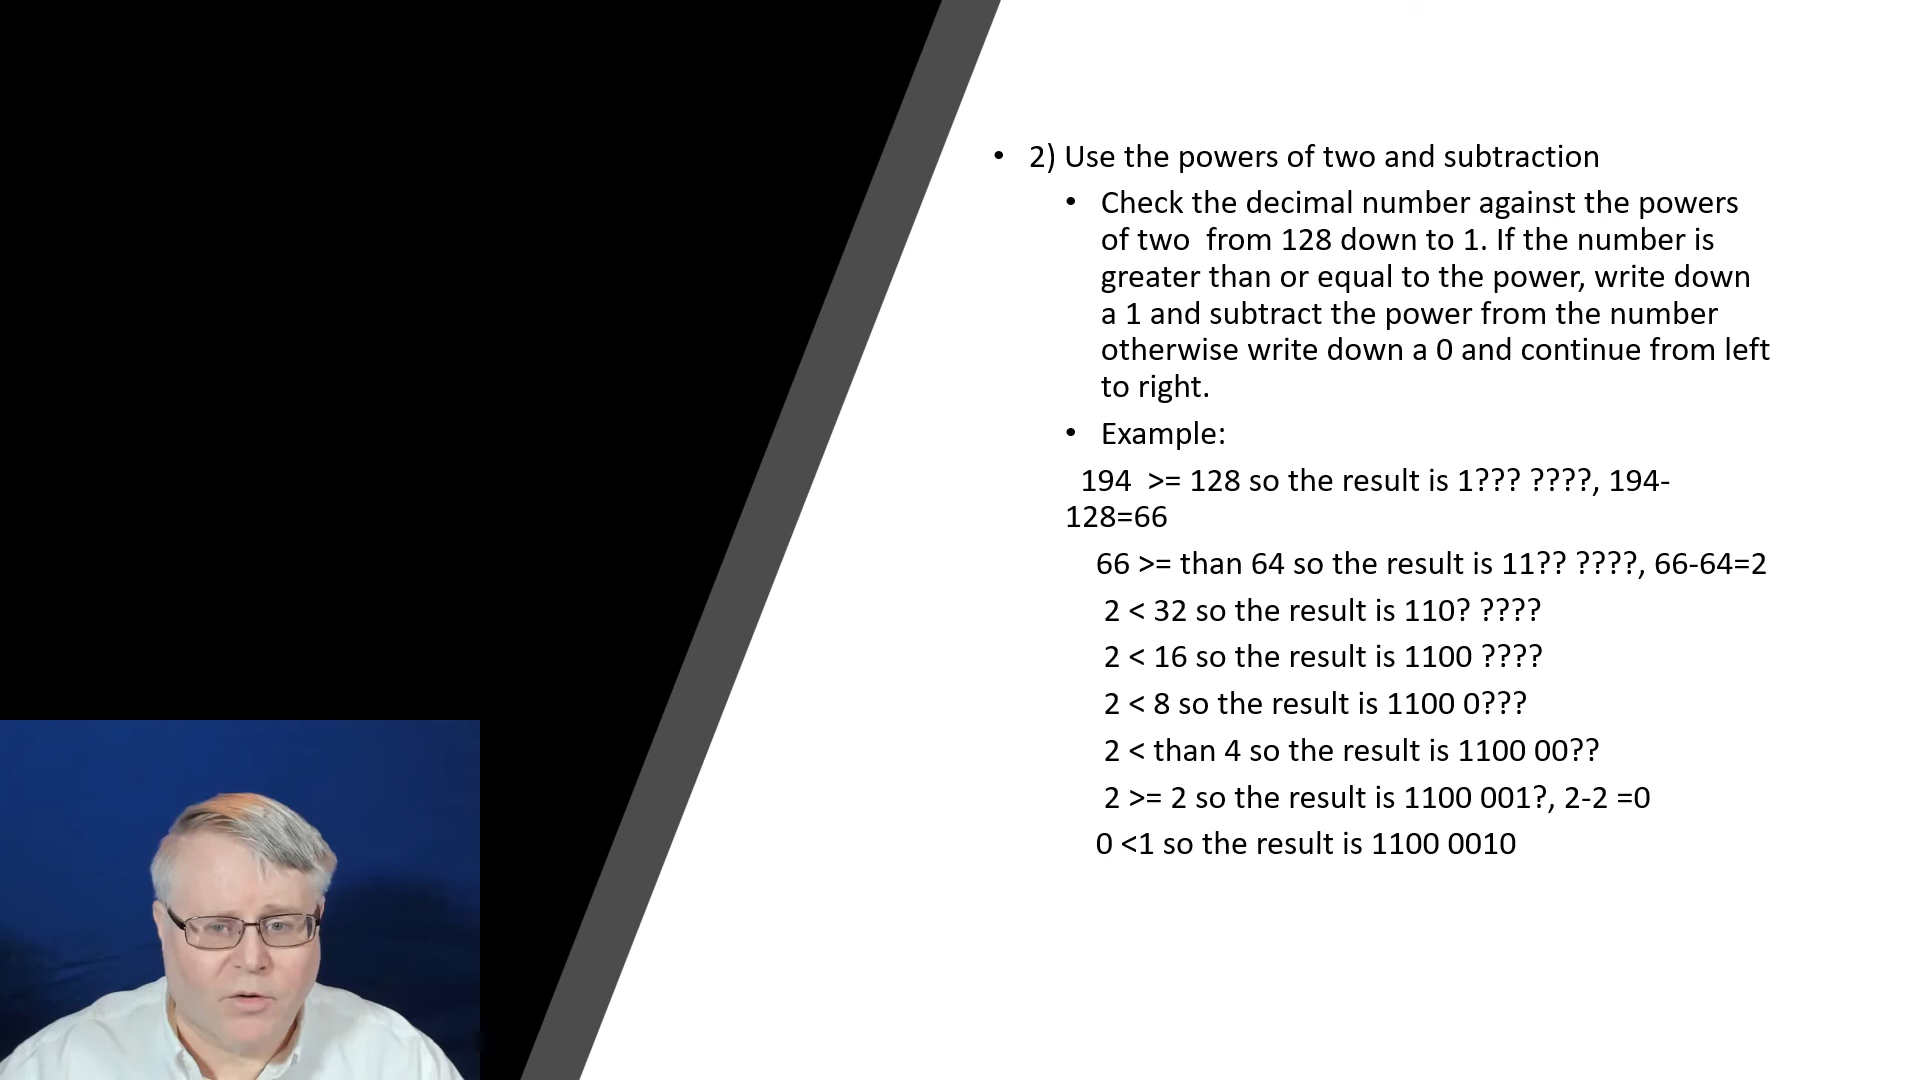 • 2) Use the powers of two and subtraction
• Check the decimal number against the powers
of two  from 128 down to 1. If the number is
greater than or equal to the power, write down
a 1 and subtract the power from the number
otherwise write down a 0 and continue from left
to right.
• Example:
194  >= 128 so the result is 1??? ????, 194-
128=66
66 >= than 64 so the result is 11?? ????, 66-64=2
2 < 32 so the result is 110? ????
2 < 16 so the result is 1100 ????
2 < 8 so the result is 1100 0???
2 < than 4 so the result is 1100 00??
2 >= 2 so the result is 1100 001?, 2-2 =0
0 <1 so the result is 1100 0010